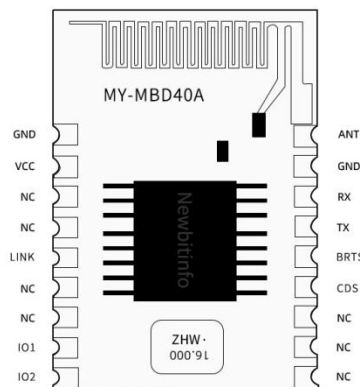 MY-MBD40A
GND
VCC
NC
NC
LINK
NC
NC
IO1
IO2
Newbitinfo
ZHW·
16.000
ANT
GND
RX
TX
BRTS
CDS
NC
NC
NC